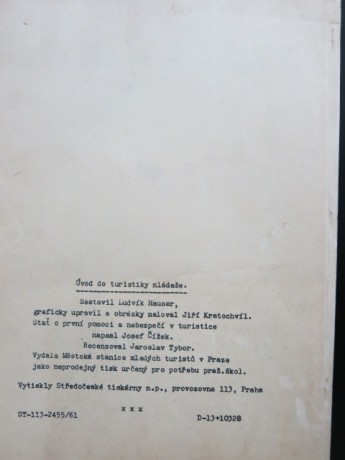 Úvod do turistiky mládeže.
Sestavil Ludvík Hauser,
graficky upravil a obrázky naloval Jiří Kratochvíl.
Stať o první pomoci a nebezpečí v turistice
napsal Josef Čížek.
Recenzoval Jaroslav Tybor.
Vydala Městská stanice mladých turistů v Praze
jako neprodejný tisk určený pro potřebu praž.škol.
Vytiskly Středočeské tiskárny n.p., provozovna 113, Praha
x x x
ST-113-2455/61 D-13+10328